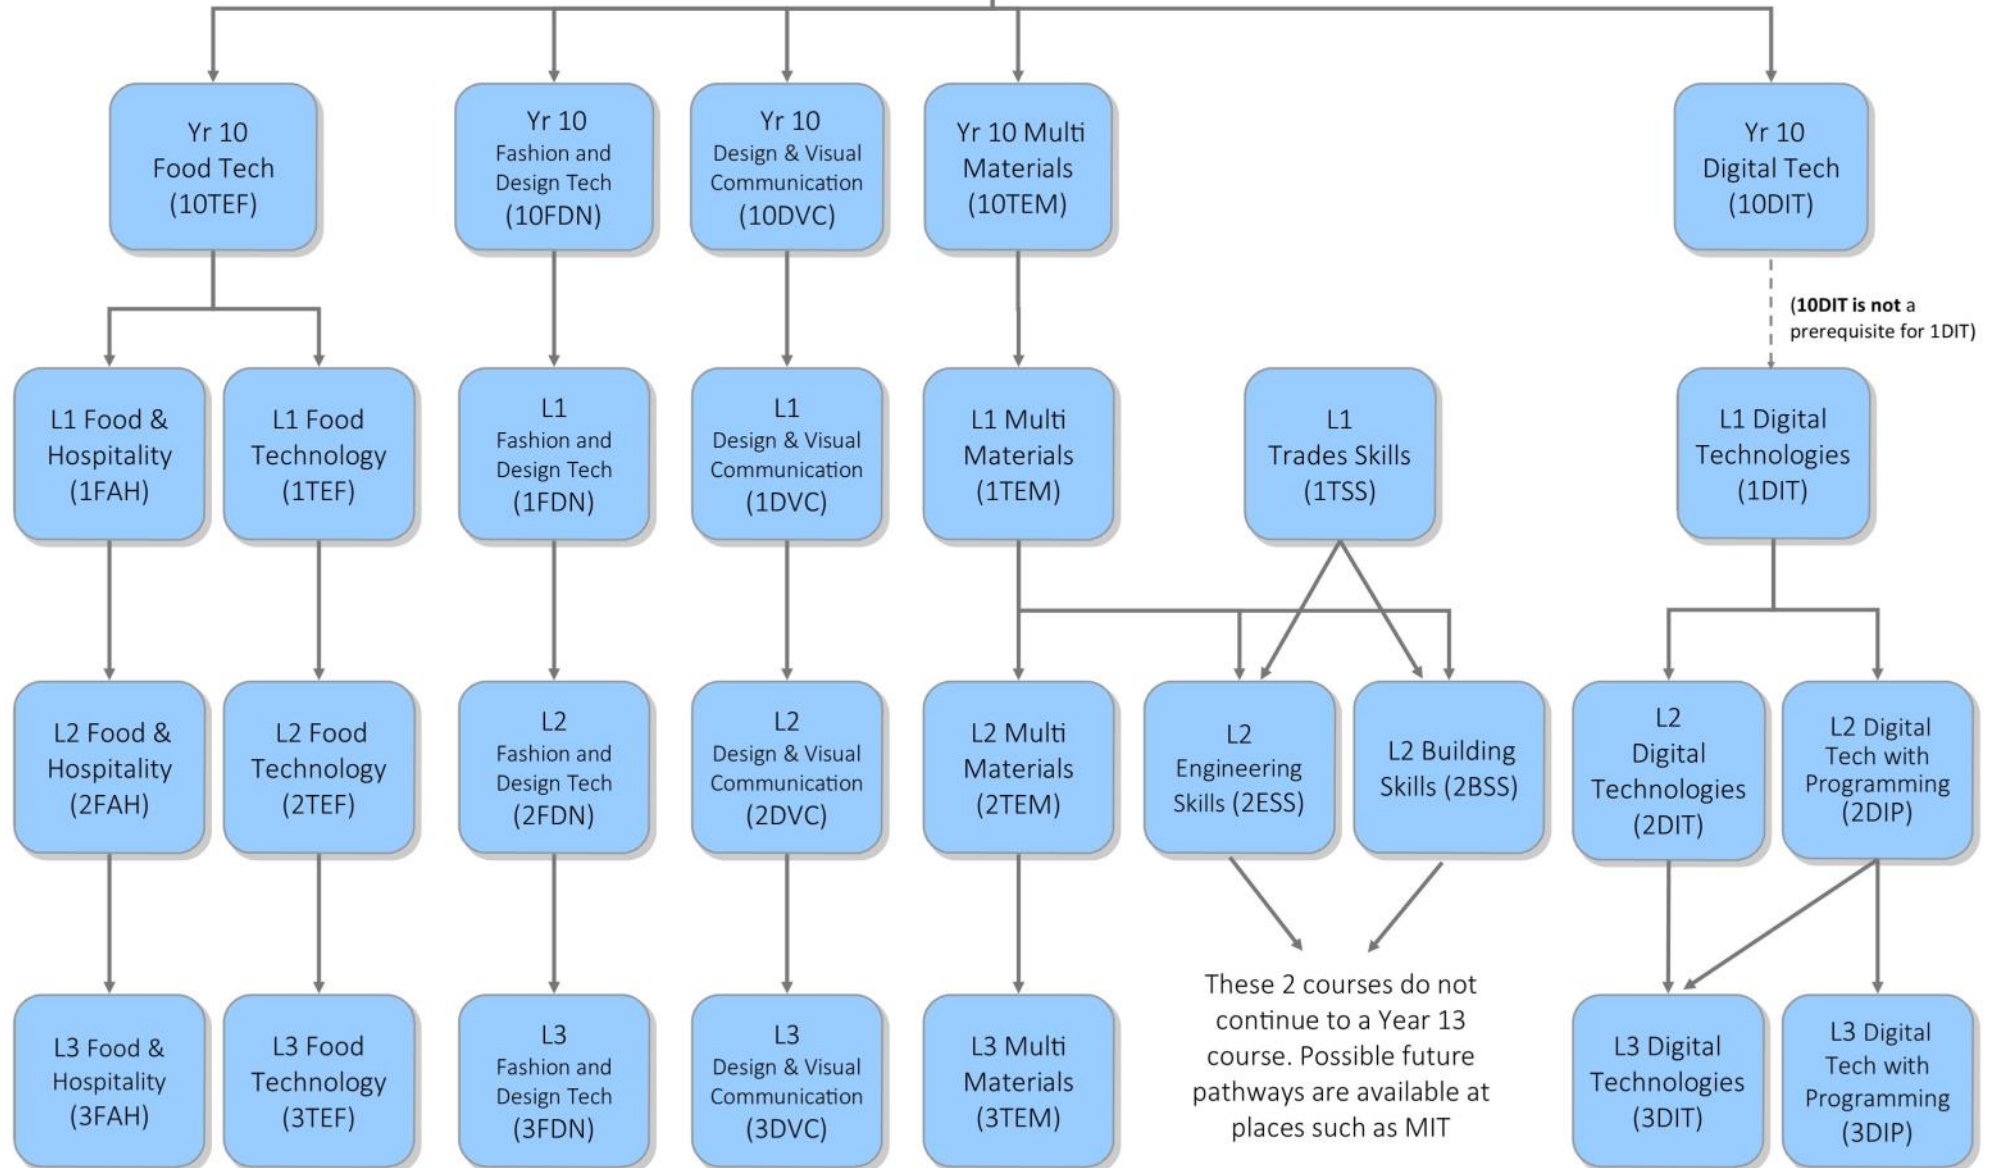 Yr 10
Food Tech
(10TEF)
Yr 10
Fashion and
Design Tech
(10FDN)
Yr 10
Design & Visual
Communication
(10DVC)
Yr 10 Multi
Materials
(10TEM)
Yr 10
Digital Tech
(10DIT)
(10DIT is not a
prerequisite for 1DIT)
L1 Food &
Hospitality
(1FAH)
L1 Food
Technology
(1TEF)
L1
Fashion and
Design Tech
(1FDN)
L1
Design & Visual
Communication
(1DVC)
L1 Multi
Materials
(1TEM)
L1
Trades Skills
(1TSS)
L1 Digital
Technologies
(1DIT)
L2 Food &
Hospitality
(2FAH)
L2 Food
Technology
(2TEF)
L2
Fashion and
Design Tech
(2FDN)
L2
Design & Visual
Communication
(2DVC)
L2 Multi
Materials
(2TEM)
L2
Engineering
Skills (2ESS)
L2 Building
Skills (2BSS)
L2
Digital
Technologies
(2DIT)
L2 Digital
Tech with
Programming
(2DIP)
L3 Food &
Hospitality
(3FAH)
L3 Food
Technology
(3TEF)
L3
Fashion and
Design Tech
(3FDN)
L3
Design & Visual
Communication
(3DVC)
L3 Multi
Materials
(3TEM)
These 2 courses do not
continue to a Year 13
course. Possible future
pathways are available at
places such as MIT
L3 Digital
Technologies
(3DIT)
L3 Digital
Tech with
Programming
(3DIP)